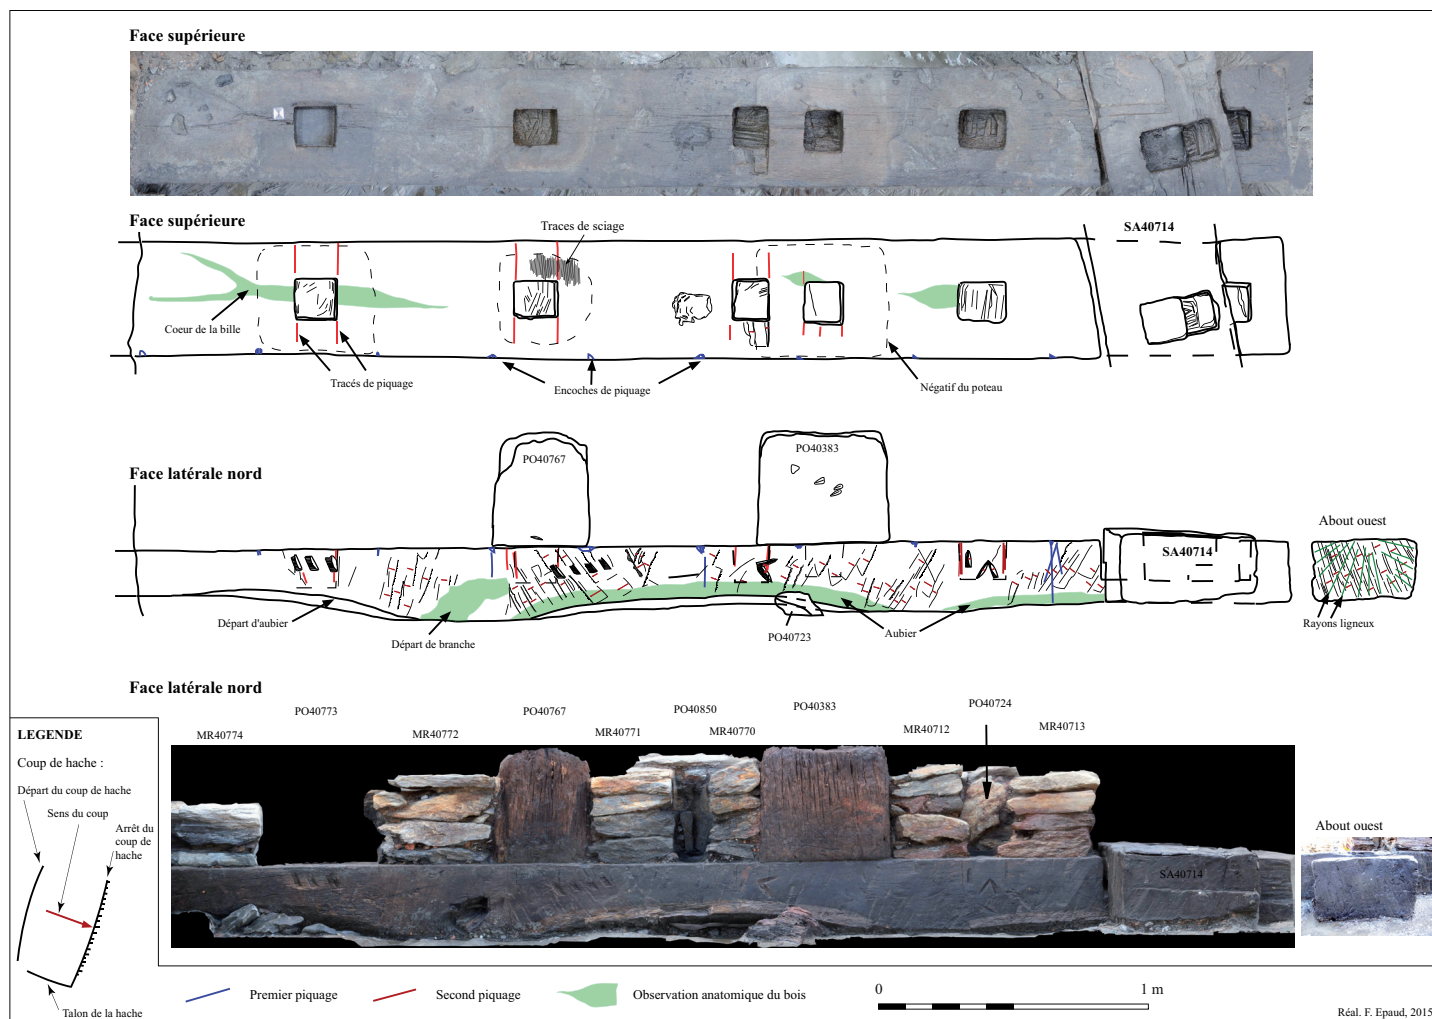 Face supérieure
Face supérieure
Traces de sciage
SA40714
Coeur de la bille
Tracés de piquage
Encoches de piquage
Négatif du poteau
Face latérale nord
PO40767
PO40383
SA40714
About ouest
Départ d'aubier
Départ de branche
PO40723
Aubier
Rayons ligneux
Face latérale nord
PO40773
PO40767
PO40850
PO40383
PO40724
MR40774
MR40772
MR40771
MR40770
MR40712
MR40713
SA40714
About ouest
LEGENDE
Coup de hache :
Départ du coup de hache
Sens du coup
Arrêt du
coup de
hache
Talon de la hache
Premier piquage
Second piquage
Observation anatomique du bois
0
1 m
Réal. F. Epaud, 2015